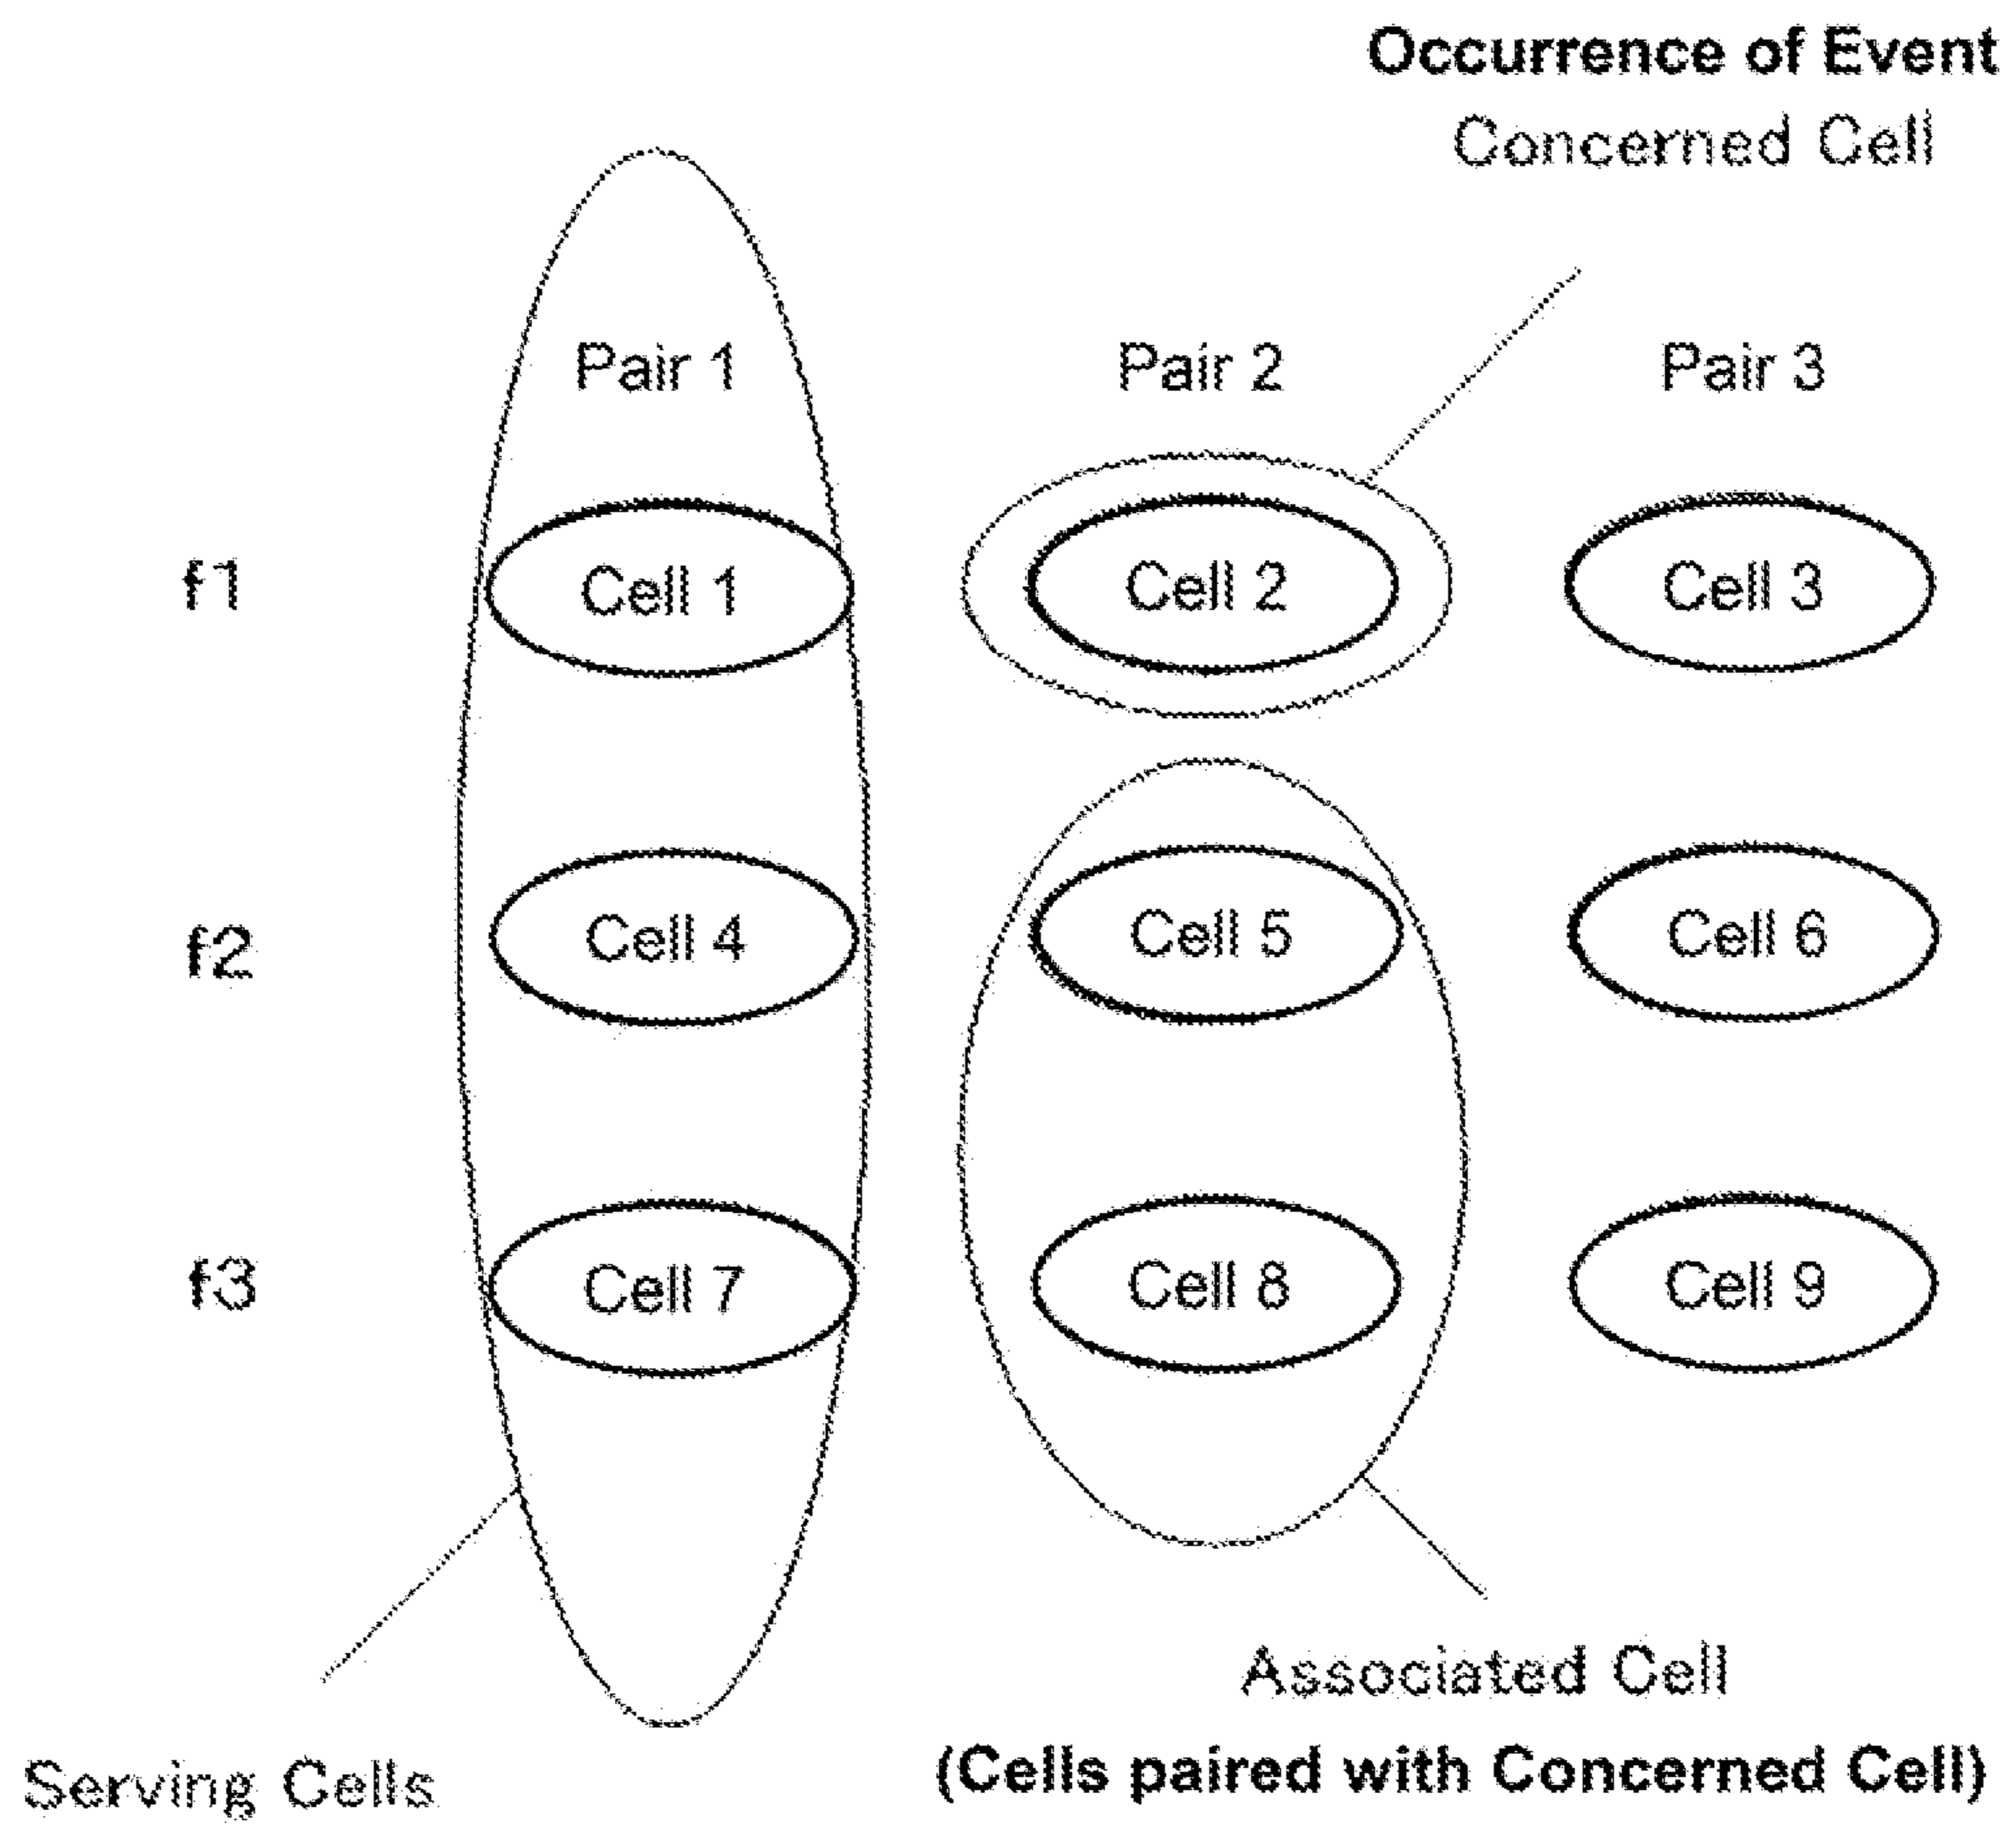 Occurrence of Event
Concerned Cell
Pair 1
Pair 2
Pair 3
f1
Cell 1
Cell 2
Cell 3
f2
Cell 4
Cell 5
Cell 6
f3
Cell 7
Cell 8
Cell 9
Associated Cell
Serving Cells
(Cells paired with Concerned Cell)